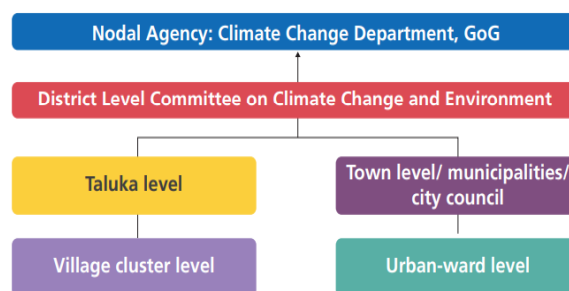 Nodal Agency: Climate Change Department, GoG
District Level Committee on Climate Change and Environment
Taluka level
Town level/ municipalities/
city council
Village cluster level
Urban-ward level